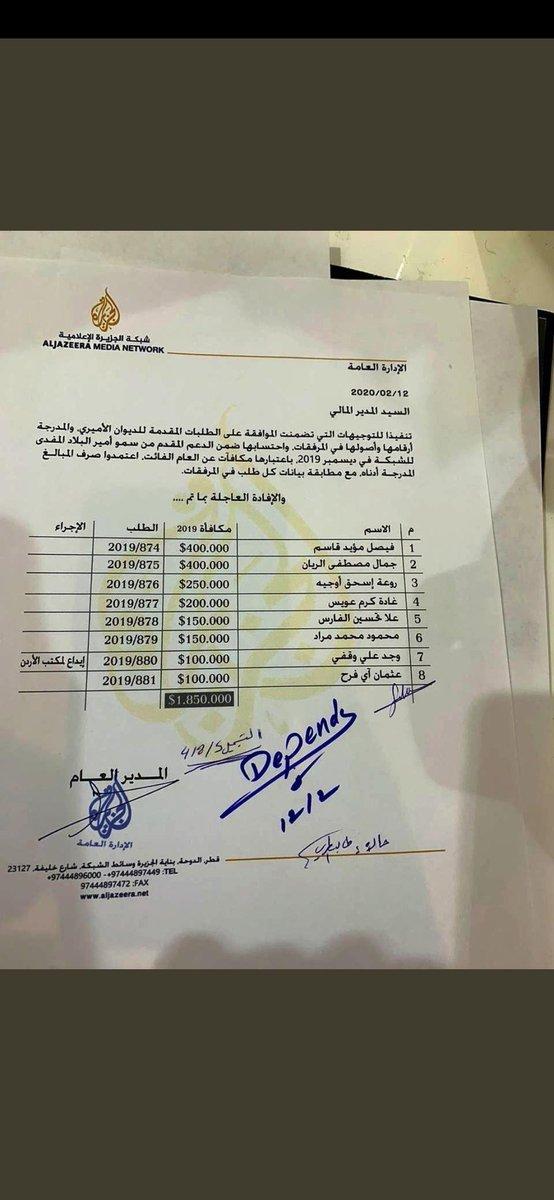 شبكة الجزيرة الإعلامية
ALJAZEERA MEDIA NETWORK
الإدارة العامة
2020/02/12
السيد المدير المالي
تنفيذا للتوجيهات التي تضمنت الموافقة على الطلبات المقدمة للديوان الأميري، والمدرجة
أرقامها وأصولها في المرفقات، واحتسابها ضمن الدعم المقدم من سمو أمير البلاد المفدى
للشبكة في ديسمبر 2019، باعتبارها مكافآت عن العام الفائت، اعتمدوا صرف المبالغ
المدرجة أدناه، مع مطابقة بيانات كل طلب في المرفقات.
والإفادة العاجلة بما تم ....
م الاسم مكافأة 2019 الطلب الإجراء
1 فيصل مؤيد قاسم $400.000 2019/874
2 جمال مصطفى الريان $400.000 2019/875
3 روعة إسحق أوجيه $250.000 2019/876
4 غادة كرم عويس $200.000 2019/877
5 علا تحسين الفارس $150.000 2019/878
6 محمود محمد مراد $150.000 2019/879
7 وجد علي وقفي $100.000 2019/880 إيداع لمكتب الأردن
8 عثمان آي فرح $100.000 2019/881
$1.850.000
Depends
12/2
المدير العام
الجزيرة
الإدارة العامة
قطر، الدوحة، بناية الجزيرة وسائط الشبكة، شارع خليفة، 23127
TEL: +97444897449 - +97444896000
FAX: 97444897472
www.aljazeera.net